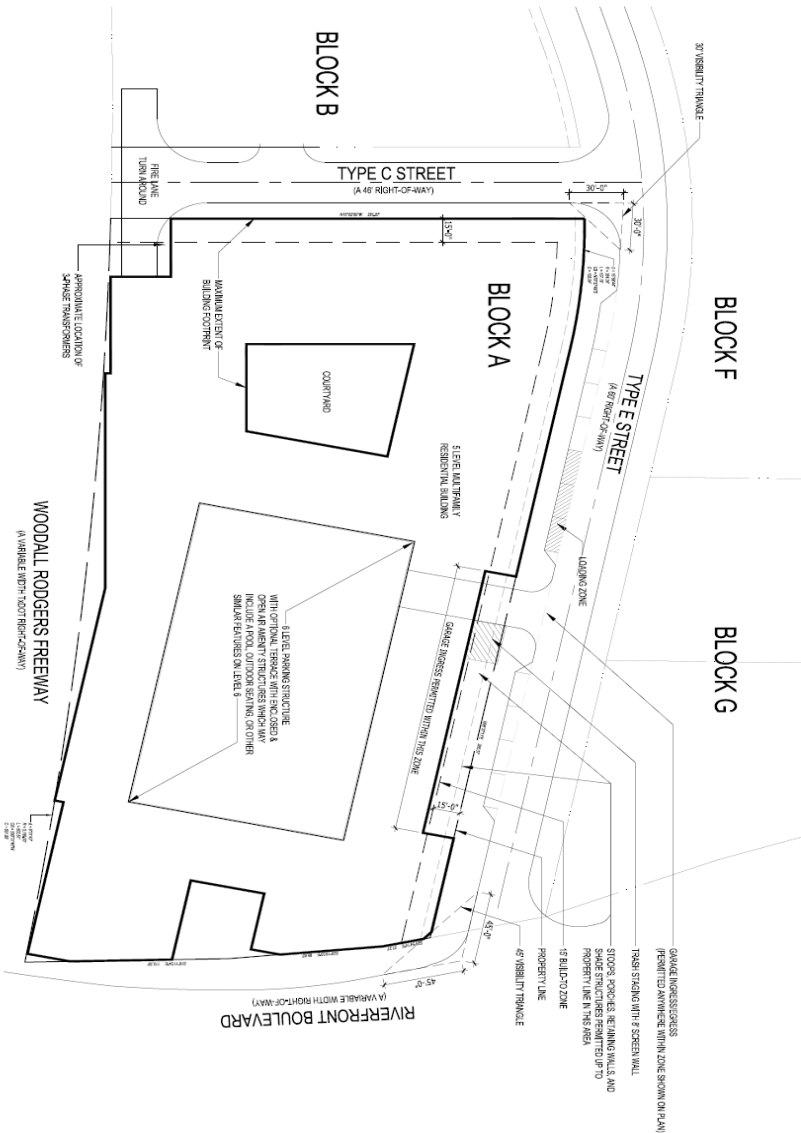 BLOCK B
30' VISIBILITY TRIANGLE
TYPE C STREET
(A 46' RIGHT-OF-WAY)
30'-0"
30'-0"
FIRE LANE
TURN AROUND
15'-0"
APPROXIMATE LOCATION OF
3-PHASE TRANSFORMERS
MAXIMUM EXTENT OF
BUILDING FOOTPRINT
BLOCK A
BLOCK F
COURTYARD
TYPE E STREET
(A 60' RIGHT-OF-WAY)
5 LEVEL MULTIFAMILY
RESIDENTIAL BUILDING
LOADING ZONE
WOODALL RODGERS FREEWAY
(A VARIABLE WIDTH TxDOT RIGHT-OF-WAY)
6 LEVEL PARKING STRUCTURE
WITH OPTIONAL TERRACE WITH ENCLOSED &
OPEN AIR AMENITY STRUCTURES WHICH MAY
INCLUDE A POOL, OUTDOOR SEATING, OR OTHER
SIMILAR FEATURES ON LEVEL 6
GARAGE INGRESS PERMITTED WITHIN THIS ZONE
BLOCK G
15'-0"
45'-0"
45'-0"
GARAGE INGRESS/EGRESS
(PERMITTED ANYWHERE WITHIN ZONE SHOWN ON PLAN)
TRASH STAGING WITH 8' SCREEN WALL
STOOPS, PORCHES, RETAINING WALLS, AND
SHADE STRUCTURES PERMITTED UP TO
PROPERTY LINE IN THIS AREA
15' BUILD-TO ZONE
PROPERTY LINE
45' VISIBILITY TRIANGLE
RIVERFRONT BOULEVARD
(A VARIABLE WIDTH RIGHT-OF-WAY)